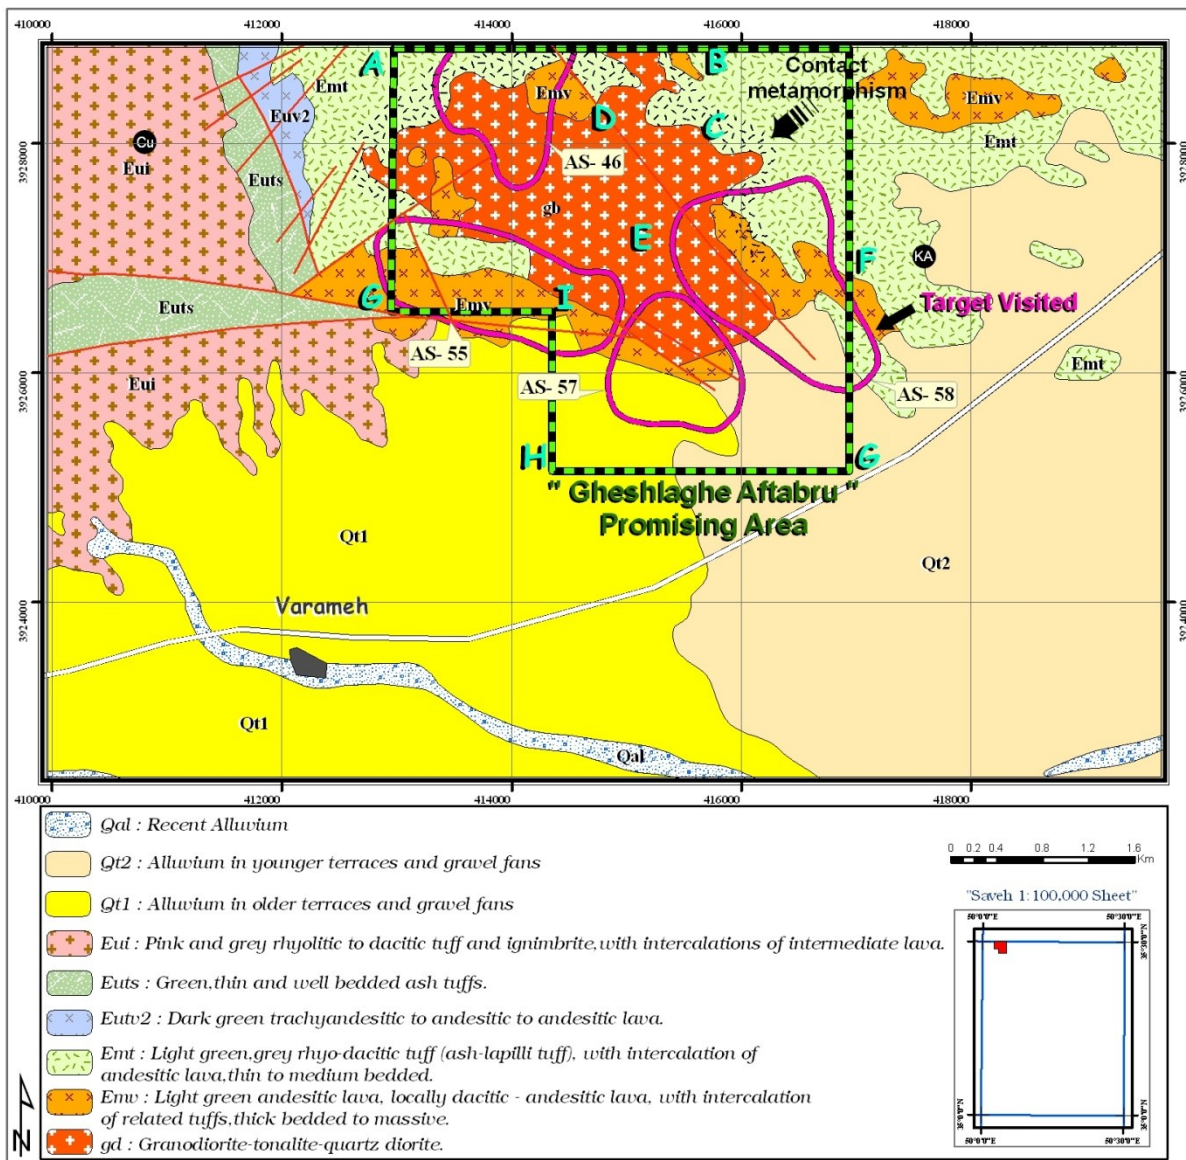 410000 412000 414000 416000 418000
A
B
Contact
metamorphism
Emt
Emv
Emv
Euv2
D
C
Emt
Cu
Eui
AS- 46
3928000
3928000
Euts
gb
E
F
KA
G
Emv
I
Target Visited
Euts
AS- 55
Eui
AS- 57
AS- 58
Emt
3926000
3926000
H
G
" Gheshlaghe Aftabru "
Promising Area
Qt1
Qt2
Varameh
3924000
3924000
Qt1
Qal
410000 412000 414000 416000 418000
Qal : Recent Alluvium
Qt2 : Alluvium in younger terraces and gravel fans
Qt1 : Alluvium in older terraces and gravel fans
Eui : Pink and grey rhyolitic to dacitic tuff and ignimbrite,with intercalations of intermediate lava.
Euts : Green,thin and well bedded ash tuffs.
Eutv2 : Dark green trachyandesitic to andesitic to andesitic lava.
Emt : Light green,grey rhyo-dacitic tuff (ash-lapilli tuff), with intercalation of
andesitic lava,thin to medium bedded.
Emv : Light green andesitic lava, locally dacitic - andesitic lava, with intercalation
of related tuffs,thick bedded to massive.
gd : Granodiorite-tonalite-quartz diorite.
N
0 0.2 0.4 0.8 1.2 1.6
Km
"Saveh 1:100,000 Sheet"
50°0'0"E 50°30'0"E
50°0'0"E 50°30'0"E